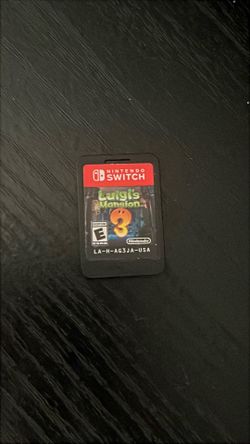 NINTENDO
SWITCH
Luigi's
Mansion
3
E
Nintendo
LA-H-AG3JA-USA